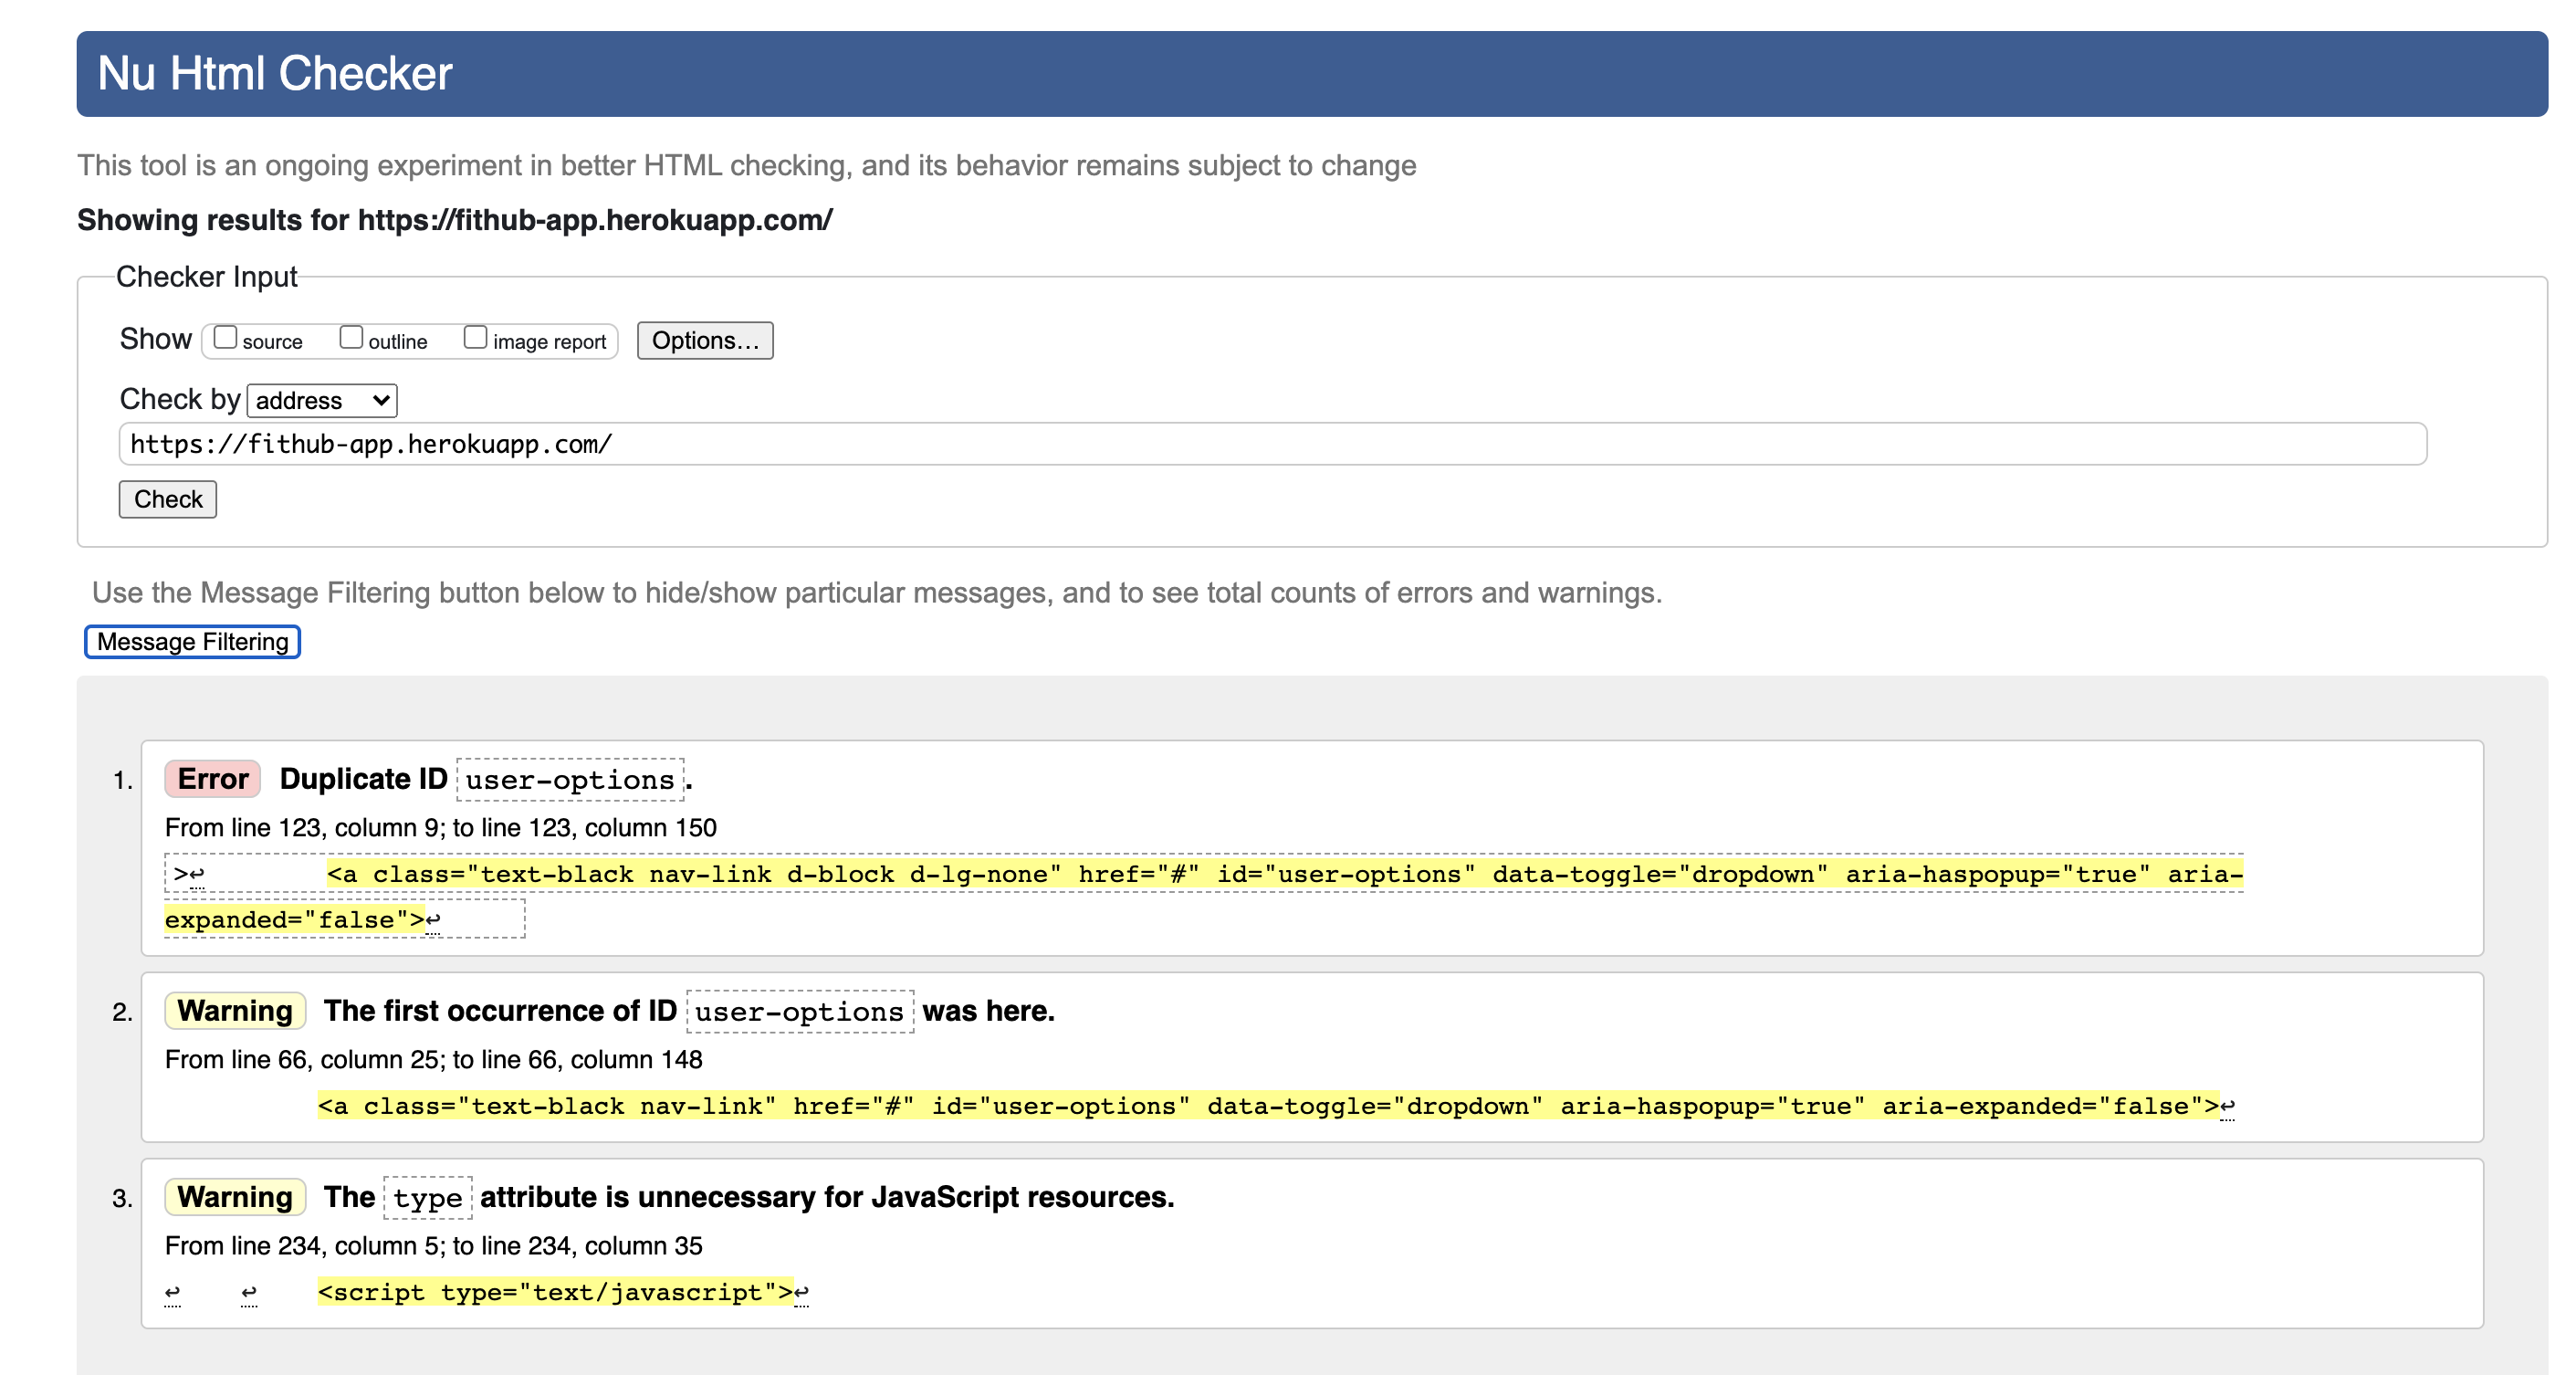 Nu Html Checker
This tool is an ongoing experiment in better HTML checking, and its behavior remains subject to change
Showing results for https://fithub-app.herokuapp.com/
Checker Input
Show source outline image report Options…
Check by address
https://fithub-app.herokuapp.com/
Check
Use the Message Filtering button below to hide/show particular messages, and to see total counts of errors and warnings.
Message Filtering
1. Error Duplicate ID user-options.
From line 123, column 9; to line 123, column 150
>↩ <a class="text-black nav-link d-block d-lg-none" href="#" id="user-options" data-toggle="dropdown" aria-haspopup="true" aria-
expanded="false">↩
2. Warning The first occurrence of ID user-options was here.
From line 66, column 25; to line 66, column 148
<a class="text-black nav-link" href="#" id="user-options" data-toggle="dropdown" aria-haspopup="true" aria-expanded="false">↩
3. Warning The type attribute is unnecessary for JavaScript resources.
From line 234, column 5; to line 234, column 35
↩ ↩ <script type="text/javascript">↩